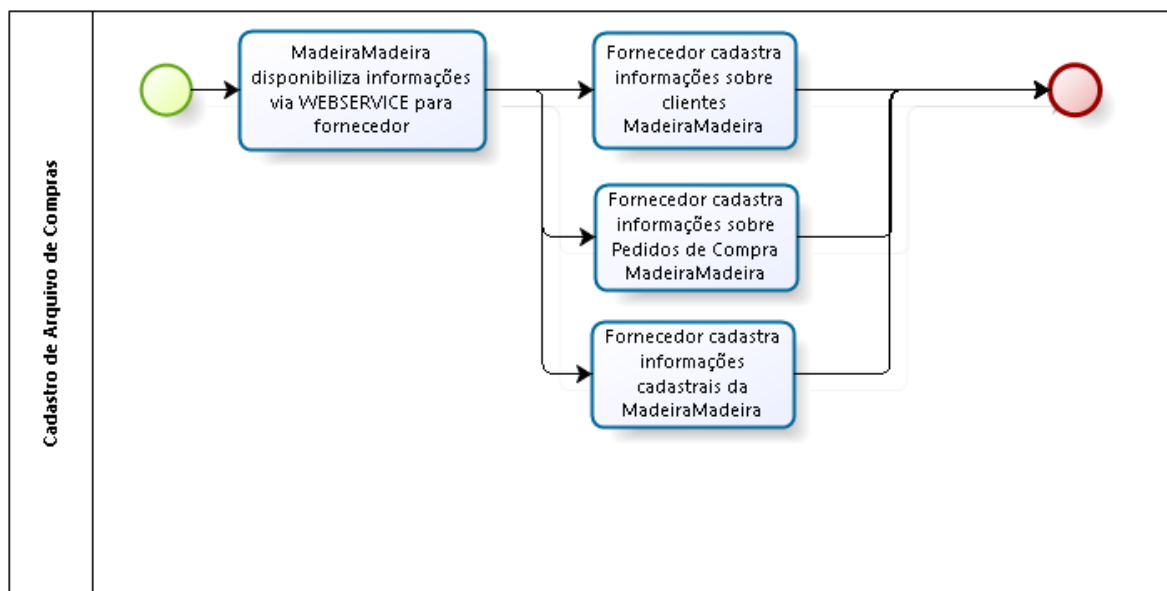 Cadastro de Arquivo de Compras
MadeiraMadeira
disponibiliza informações
via WEBSERVICE para
fornecedor
Fornecedor cadastra
informações sobre
clientes
MadeiraMadeira
Fornecedor cadastra
informações sobre
Pedidos de Compra
MadeiraMadeira
Fornecedor cadastra
informações
cadastrais da
MadeiraMadeira